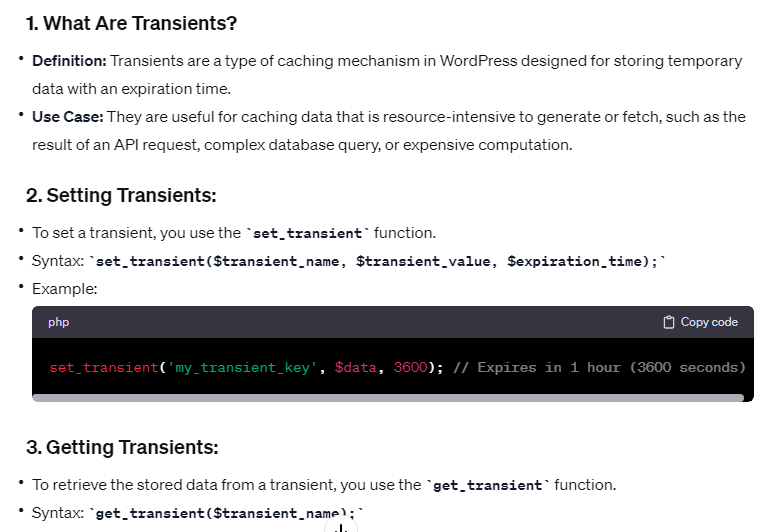 1. What Are Transients?
• Definition: Transients are a type of caching mechanism in WordPress designed for storing temporary
data with an expiration time.
• Use Case: They are useful for caching data that is resource-intensive to generate or fetch, such as the
result of an API request, complex database query, or expensive computation.
2. Setting Transients:
• To set a transient, you use the `set_transient` function.
• Syntax: `set_transient($transient_name, $transient_value, $expiration_time);`
• Example:
php Copy code
set_transient('my_transient_key', $data, 3600); // Expires in 1 hour (3600 seconds)
3. Getting Transients:
• To retrieve the stored data from a transient, you use the `get_transient` function.
• Syntax: `get_transient($transient_name);`